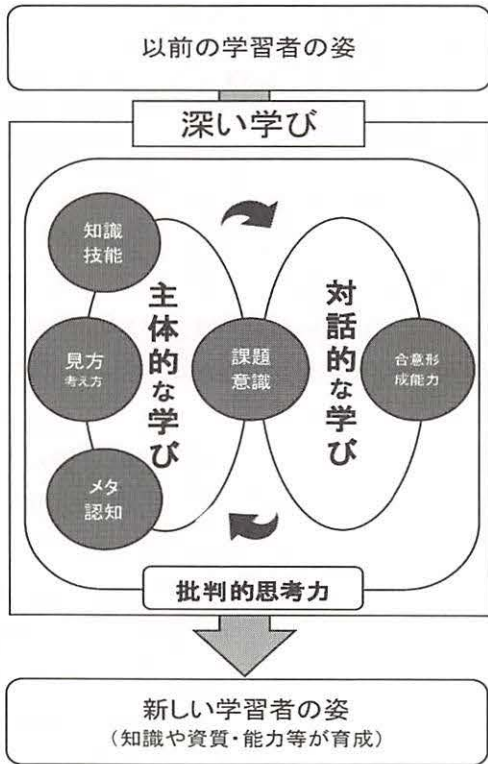 以前の学習者の姿
深い学び
知識
技能
主体的な学び
対話的な学び
見方
考え方
課題
意識
合意形
成能力
メタ
認知
批判的思考力
新しい学習者の姿
(知識や資質・能力等が育成)